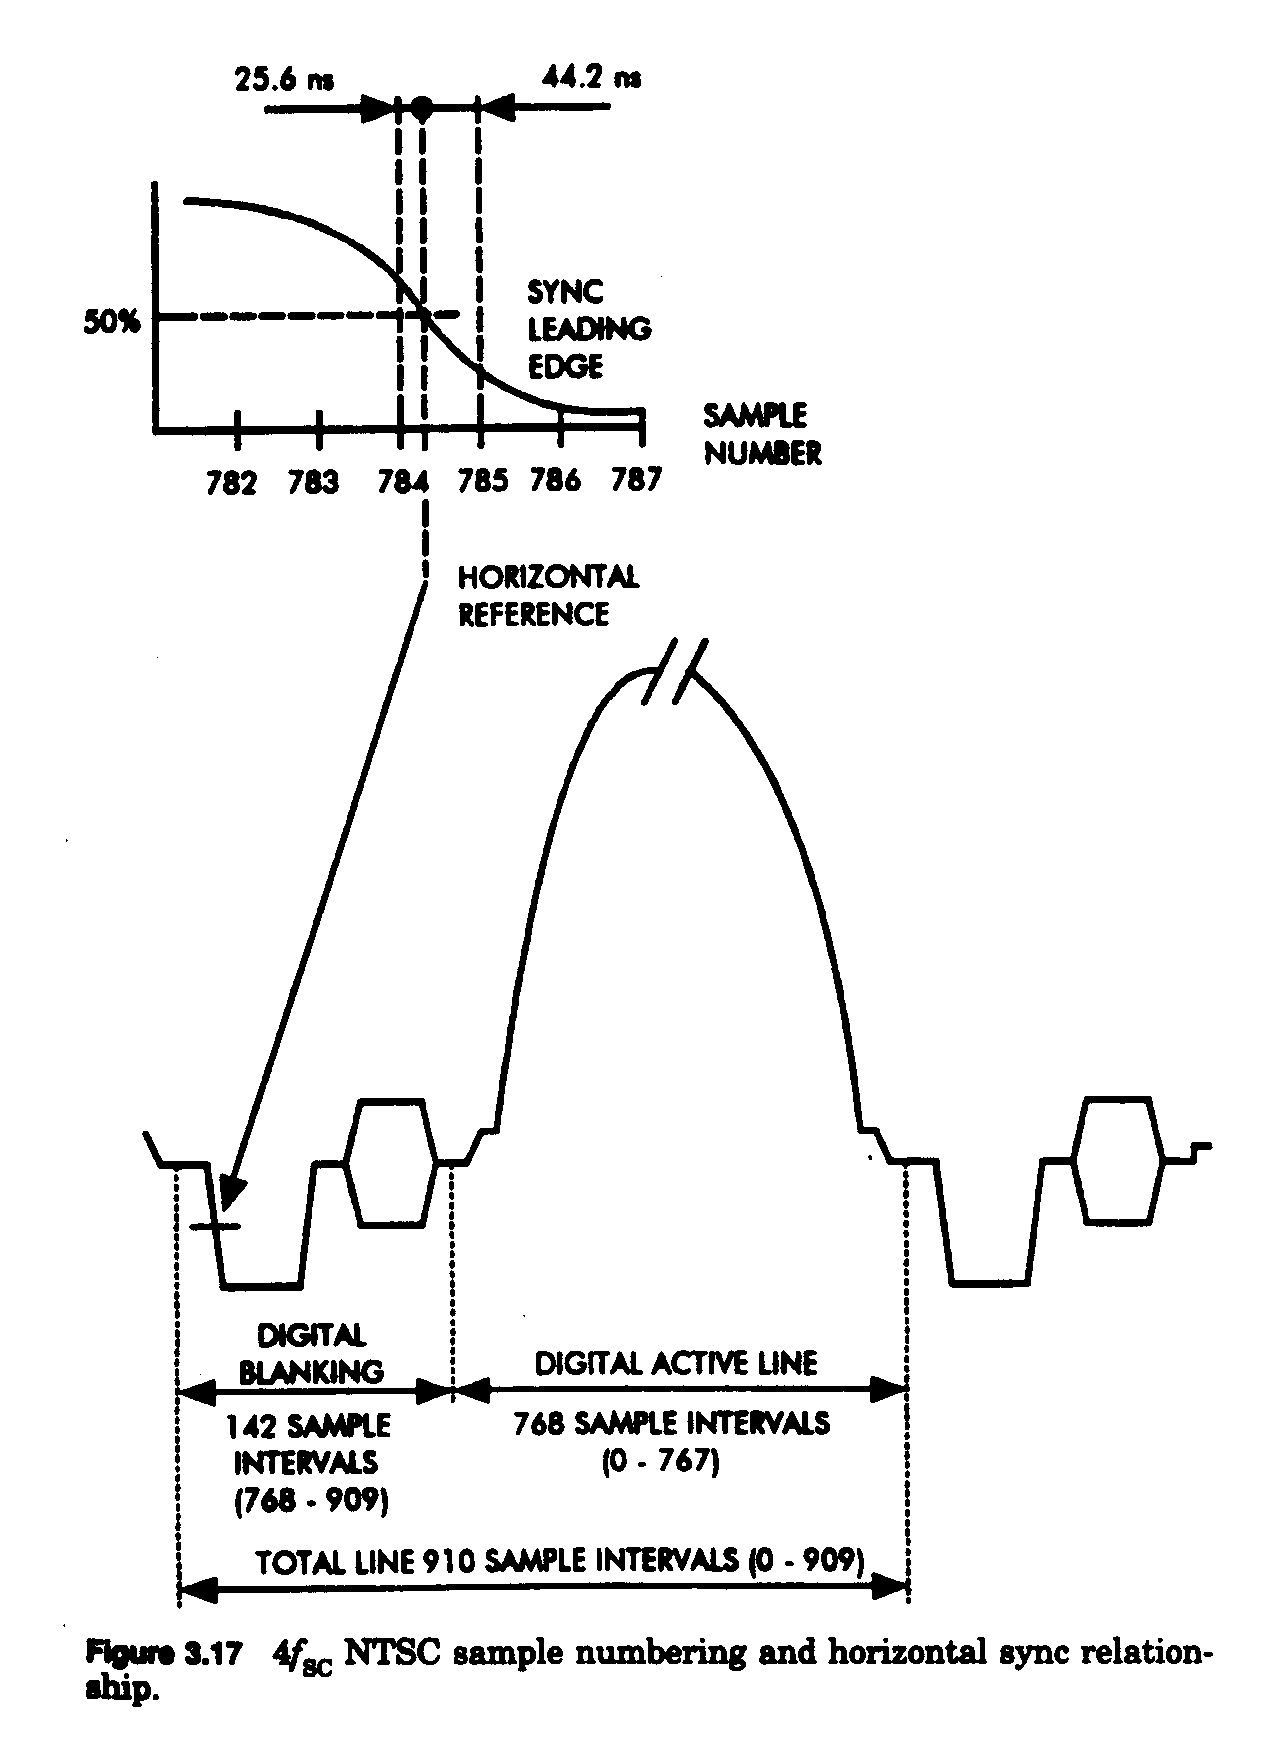 25.6 ns 44.2 ns
50%
SYNC
LEADING
EDGE
SAMPLE
NUMBER
782 783 784 785 786 787
HORIZONTAL
REFERENCE
DIGITAL
BLANKING
142 SAMPLE
INTERVALS
(768 - 909)
DIGITAL ACTIVE LINE
768 SAMPLE INTERVALS
(0 - 767)
TOTAL LINE 910 SAMPLE INTERVALS (0 - 909)
Figure 3.17 4fSC NTSC sample numbering and horizontal sync relation-
ship.